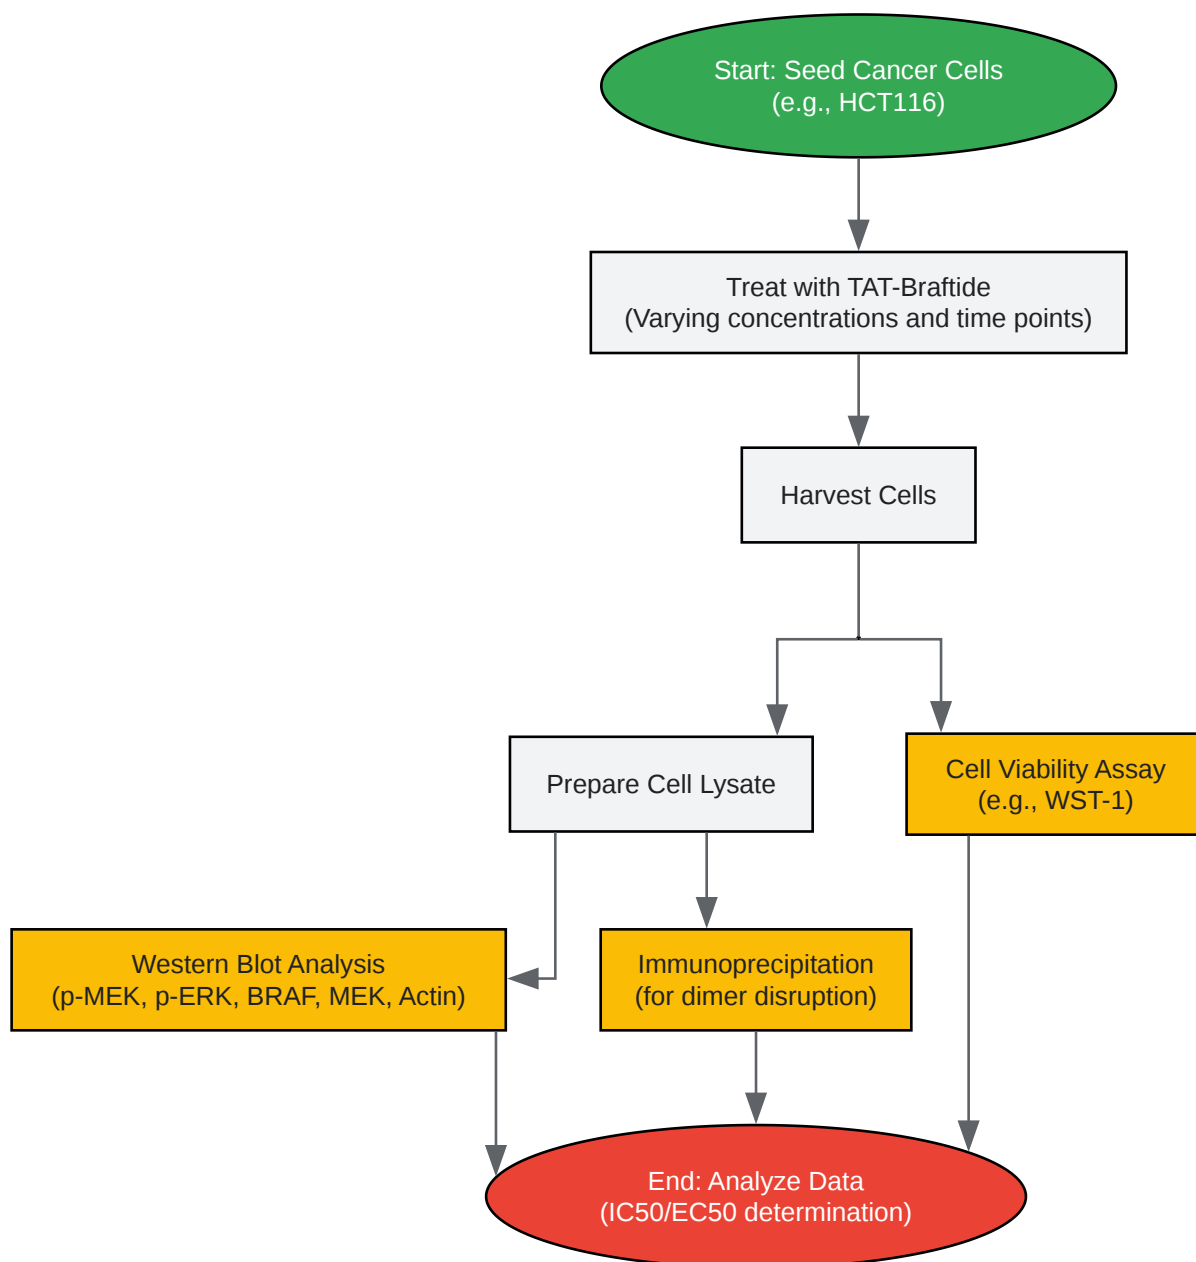 Start: Seed Cancer Cells
(e.g., HCT116)
Treat with TAT-Braftide
(Varying concentrations and time points)
Harvest Cells
Prepare Cell Lysate
Cell Viability Assay
(e.g., WST-1)
Western Blot Analysis
(p-MEK, p-ERK, BRAF, MEK, Actin)
Immunoprecipitation
(for dimer disruption)
End: Analyze Data
(IC50/EC50 determination)